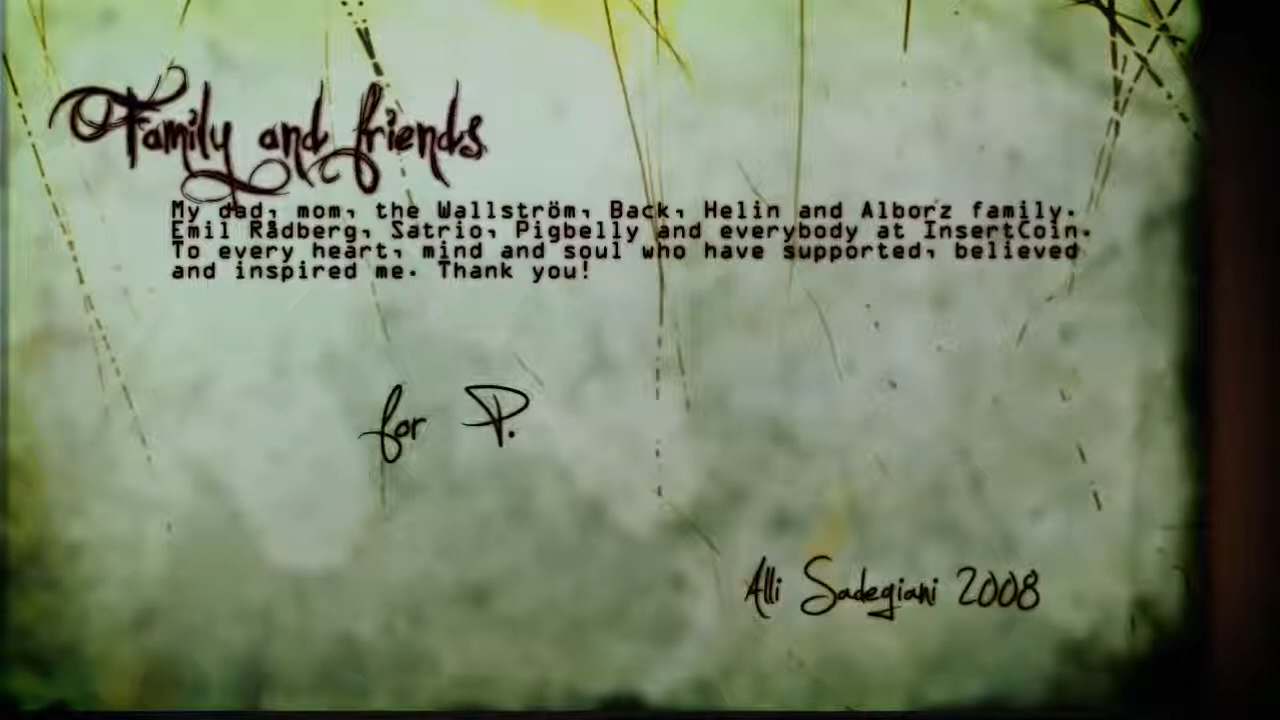 Family and friends
My dad, mom, the Wallström, Back, Helin and Alborz family.
Emil Rådberg, Satrio, Pigbelly and everybody at InsertCoin.
To every heart, mind and soul who have supported, believed
and inspired me. Thank you!
for P.
Alli Sadegiani 2008